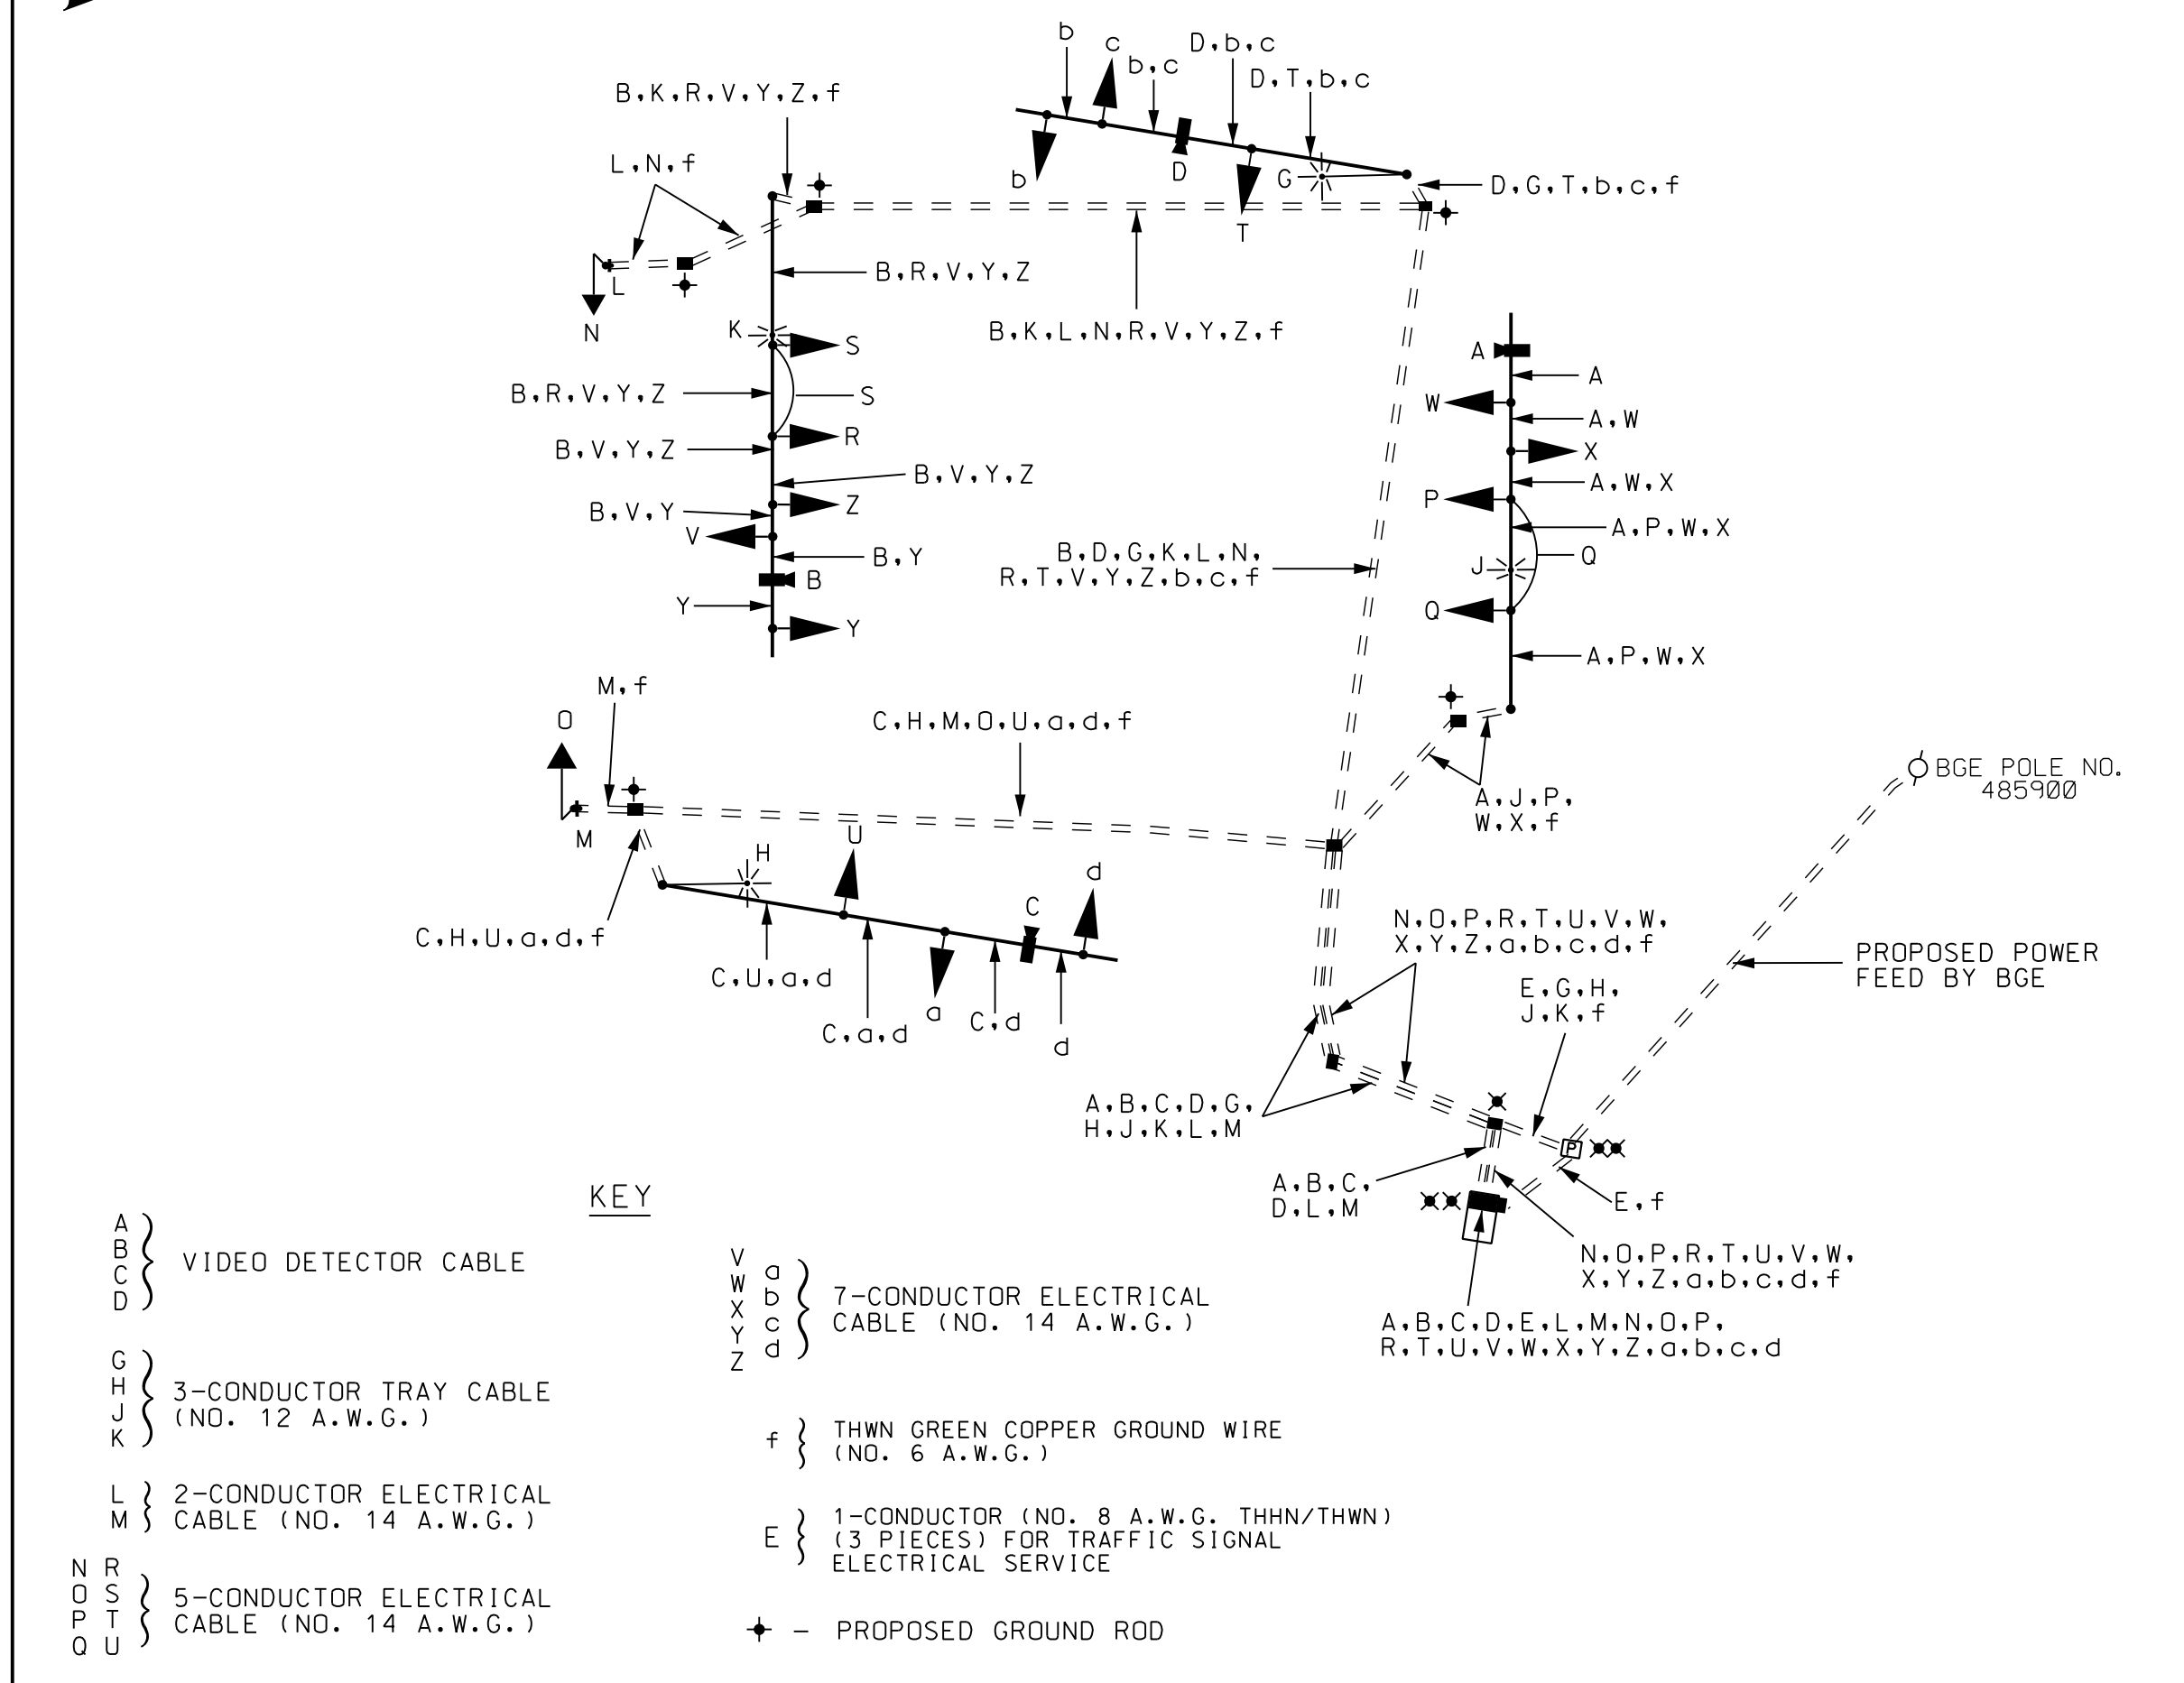 b
c
D,b,c
b,c
D,T,b,c
B,K,R,V,Y,Z,f
L,N,f
b
D
G
D,G,T,b,c,f
T
L
N
B,R,V,Y,Z
K
S
B,K,L,N,R,V,Y,Z,f
A
A
B,R,V,Y,Z
S
W
A,W
R
B,V,Y,Z
X
B,V,Y,Z
A,W,X
P
B,V,Y
Z
V
A,P,W,X
B,Y
B,D,G,K,L,N,
R,T,V,Y,Z,b,c,f
Q
J
B
Y
Q
Y
A,P,W,X
M,f
O
C,H,M,O,U,a,d,f
BGE POLE NO.
485900
A,J,P,
W,X,f
M
U
H
d
C
C,H,U,a,d,f
N,O,P,R,T,U,V,W,
X,Y,Z,a,b,c,d,f
PROPOSED POWER
FEED BY BGE
C,U,a,d
E,G,H,
J,K,f
a
C,d
C,a,d
d
A,B,C,D,G,
H,J,K,L,M
P
A,B,C,
D,L,M
E,f
N,O,P,R,T,U,V,W,
X,Y,Z,a,b,c,d,f
A,B,C,D,E,L,M,N,O,P,
R,T,U,V,W,X,Y,Z,a,b,c,d
KEY
A
B
C
D
VIDEO DETECTOR CABLE
G
H
J
K
3-CONDUCTOR TRAY CABLE
(NO. 12 A.W.G.)
L
M
2-CONDUCTOR ELECTRICAL
CABLE (NO. 14 A.W.G.)
N R
O S
P T
Q U
5-CONDUCTOR ELECTRICAL
CABLE (NO. 14 A.W.G.)
V
W
X
Y
Z
a
b
c
d
7-CONDUCTOR ELECTRICAL
CABLE (NO. 14 A.W.G.)
f
THWN GREEN COPPER GROUND WIRE
(NO. 6 A.W.G.)
E
1-CONDUCTOR (NO. 8 A.W.G. THHN/THWN)
(3 PIECES) FOR TRAFFIC SIGNAL
ELECTRICAL SERVICE
- PROPOSED GROUND ROD